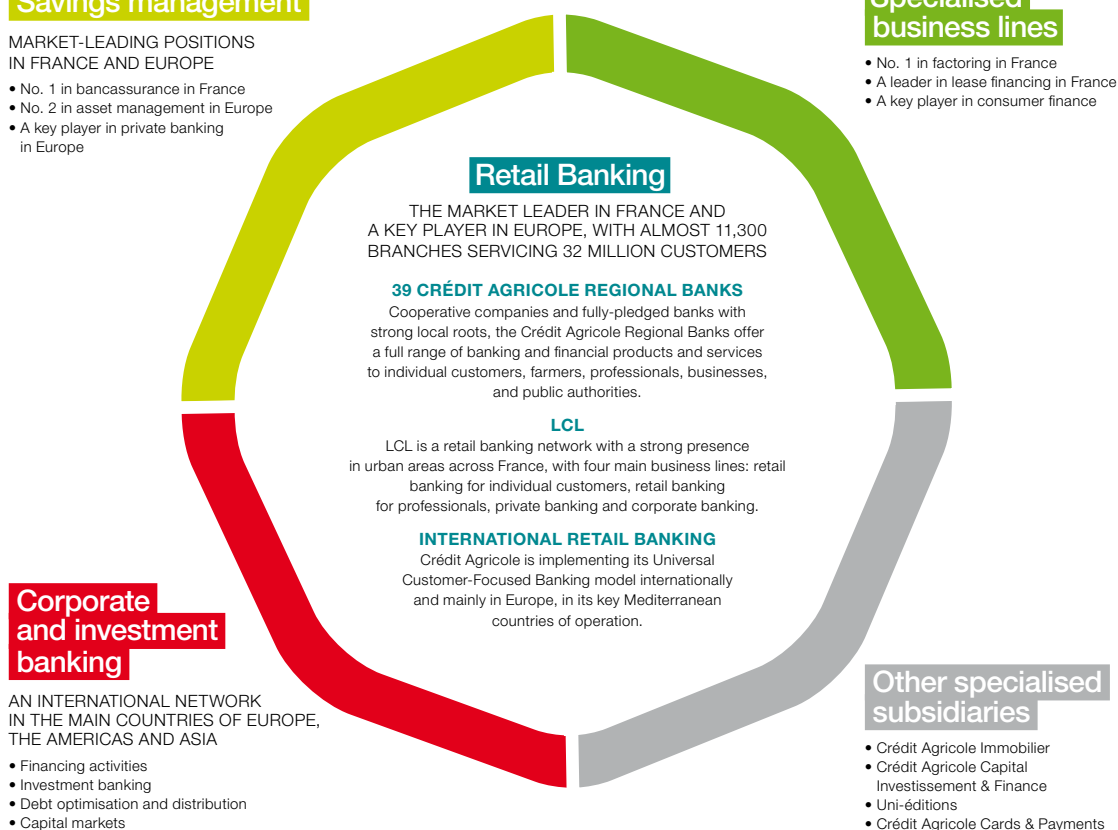 Savings management
MARKET-LEADING POSITIONS
IN FRANCE AND EUROPE
• No. 1 in bancassurance in France
• No. 2 in asset management in Europe
• A key player in private banking
in Europe
Specialised
business lines
• No. 1 in factoring in France
• A leader in lease financing in France
• A key player in consumer finance
Retail Banking
THE MARKET LEADER IN FRANCE AND
A KEY PLAYER IN EUROPE, WITH ALMOST 11,300
BRANCHES SERVICING 32 MILLION CUSTOMERS
39 CRÉDIT AGRICOLE REGIONAL BANKS
Cooperative companies and fully-pledged banks with
strong local roots, the Crédit Agricole Regional Banks offer
a full range of banking and financial products and services
to individual customers, farmers, professionals, businesses,
and public authorities.
LCL
LCL is a retail banking network with a strong presence
in urban areas across France, with four main business lines: retail
banking for individual customers, retail banking
for professionals, private banking and corporate banking.
INTERNATIONAL RETAIL BANKING
Crédit Agricole is implementing its Universal
Customer-Focused Banking model internationally
and mainly in Europe, in its key Mediterranean
countries of operation.
Corporate
and investment
banking
AN INTERNATIONAL NETWORK
IN THE MAIN COUNTRIES OF EUROPE,
THE AMERICAS AND ASIA
• Financing activities
• Investment banking
• Debt optimisation and distribution
• Capital markets
Other specialised
subsidiaries
• Crédit Agricole Immobilier
• Crédit Agricole Capital
Investissement & Finance
• Uni-éditions
• Crédit Agricole Cards & Payments